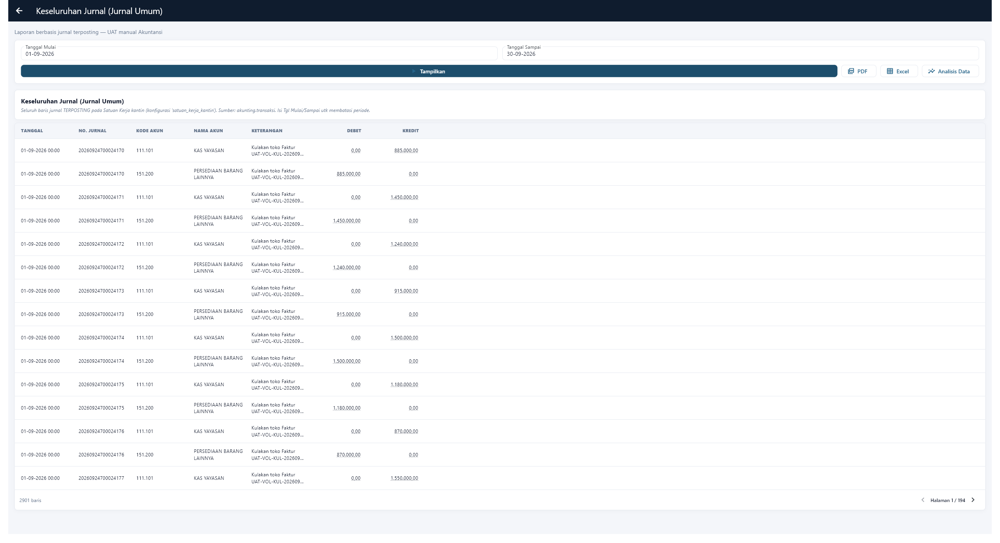 Keseluruhan Jurnal (Jurnal Umum)
Laporan berbasis jurnal terposting — UAT manual Akuntansi
Tanggal Mulai
01-09-2026
Tanggal Sampai
30-09-2026
Tampilkan
PDF
Excel
Analisis Data
Keseluruhan Jurnal (Jurnal Umum)
Seluruh baris jurnal TERPOSTING pada Satuan Kerja kantin (konfigurasi 'satuan_kerja_kantin'). Sumber: akunting.transaksi. Isi Tgl Mulai/Sampai utk membatasi periode.
TANGGAL NO. JURNAL KODE AKUN NAMA AKUN KETERANGAN DEBET KREDIT
01-09-2026 00:00 20260924700024170 111.101 KAS YAYASAN Kulakan toko Faktur UAT-VOL-KUL-202609... 0,00 885.000,00
01-09-2026 00:00 20260924700024170 151.200 PERSEDIAAN BARANG LAINNYA Kulakan toko Faktur UAT-VOL-KUL-202609... 885.000,00 0,00
01-09-2026 00:00 20260924700024171 111.101 KAS YAYASAN Kulakan toko Faktur UAT-VOL-KUL-202609... 0,00 1.450.000,00
01-09-2026 00:00 20260924700024171 151.200 PERSEDIAAN BARANG LAINNYA Kulakan toko Faktur UAT-VOL-KUL-202609... 1.450.000,00 0,00
01-09-2026 00:00 20260924700024172 111.101 KAS YAYASAN Kulakan toko Faktur UAT-VOL-KUL-202609... 0,00 1.240.000,00
01-09-2026 00:00 20260924700024172 151.200 PERSEDIAAN BARANG LAINNYA Kulakan toko Faktur UAT-VOL-KUL-202609... 1.240.000,00 0,00
01-09-2026 00:00 20260924700024173 111.101 KAS YAYASAN Kulakan toko Faktur UAT-VOL-KUL-202609... 0,00 915.000,00
01-09-2026 00:00 20260924700024173 151.200 PERSEDIAAN BARANG LAINNYA Kulakan toko Faktur UAT-VOL-KUL-202609... 915.000,00 0,00
01-09-2026 00:00 20260924700024174 111.101 KAS YAYASAN Kulakan toko Faktur UAT-VOL-KUL-202609... 0,00 1.500.000,00
01-09-2026 00:00 20260924700024174 151.200 PERSEDIAAN BARANG LAINNYA Kulakan toko Faktur UAT-VOL-KUL-202609... 1.500.000,00 0,00
01-09-2026 00:00 20260924700024175 111.101 KAS YAYASAN Kulakan toko Faktur UAT-VOL-KUL-202609... 0,00 1.180.000,00
01-09-2026 00:00 20260924700024175 151.200 PERSEDIAAN BARANG LAINNYA Kulakan toko Faktur UAT-VOL-KUL-202609... 1.180.000,00 0,00
01-09-2026 00:00 20260924700024176 111.101 KAS YAYASAN Kulakan toko Faktur UAT-VOL-KUL-202609... 0,00 870.000,00
01-09-2026 00:00 20260924700024176 151.200 PERSEDIAAN BARANG LAINNYA Kulakan toko Faktur UAT-VOL-KUL-202609... 870.000,00 0,00
01-09-2026 00:00 20260924700024177 111.101 KAS YAYASAN Kulakan toko Faktur UAT-VOL-KUL-202609... 0,00 1.550.000,00
2901 baris
Halaman 1 / 194